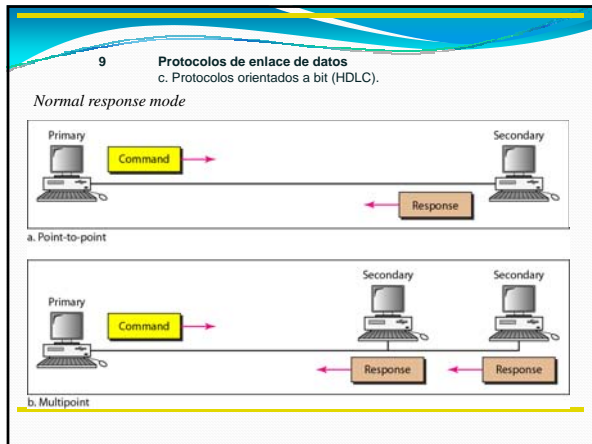 9 Protocolos de enlace de datos
c. Protocolos orientados a bit (HDLC).
Normal response mode
Primary Secondary
Command
Response
a. Point-to-point
Secondary Secondary
Primary
Command
Response Response
b. Multipoint